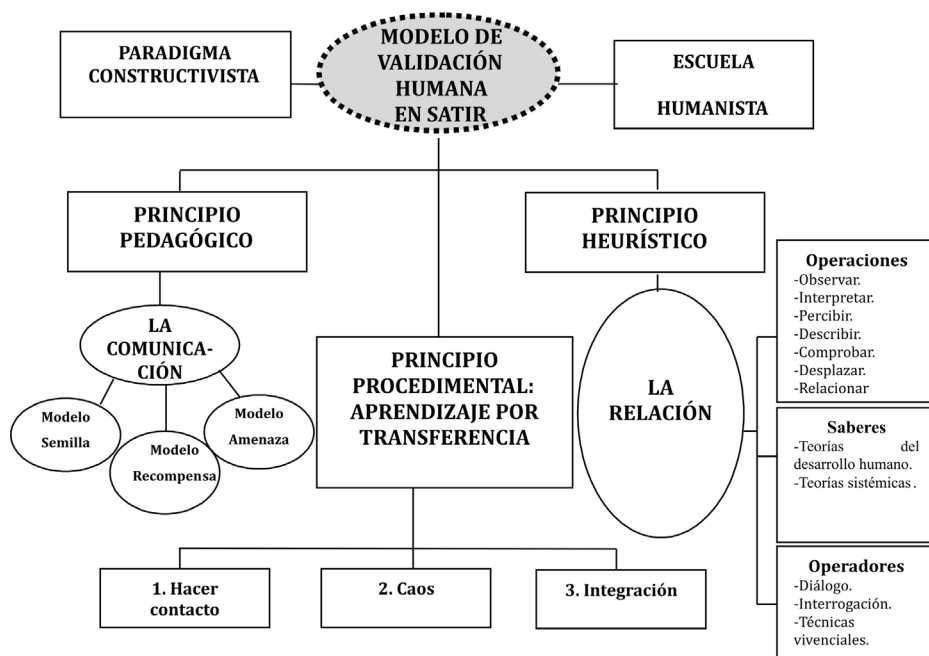 MODELO DE
VALIDACIÓN
HUMANA
EN SATIR
PARADIGMA
CONSTRUCTIVISTA
ESCUELA
HUMANISTA
PRINCIPIO
PEDAGÓGICO
PRINCIPIO
HEURÍSTICO
LA
COMUNICA-
CIÓN
Modelo
Semilla
Modelo
Recompensa
Modelo
Amenaza
PRINCIPIO
PROCEDIMENTAL:
APRENDIZAJE POR
TRANSFERENCIA
LA
RELACIÓN
Operaciones
-Observar.
-Interpretar.
-Percibir.
-Describir.
-Comprobar.
-Desplazar.
-Relacionar
Saberes
-Teorías del
desarrollo humano.
-Teorías sistémicas.
Operadores
-Diálogo.
-Interrogación.
-Técnicas
vivenciales.
1. Hacer
contacto
2. Caos
3. Integración